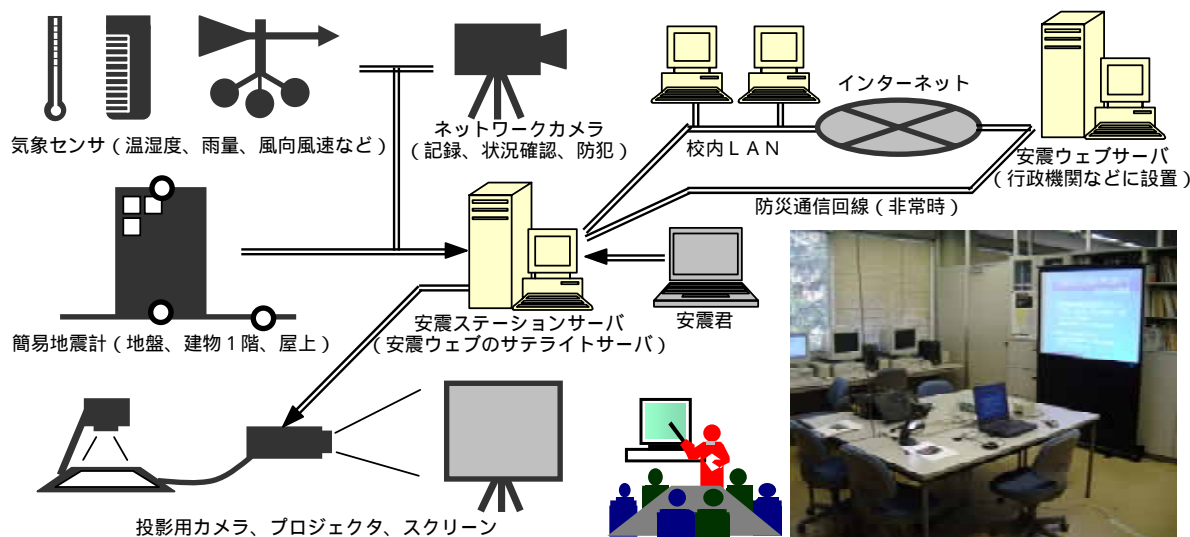 気象センサ（温湿度、雨量、風向風速など）
ネットワークカメラ
（記録、状況確認、防犯）
インターネット
校内ＬＡＮ
安震ウェブサーバ
（行政機関などに設置）
防災通信回線（非常時）
簡易地震計（地盤、建物１階、屋上）
安震ステーションサーバ
（安震ウェブのサテライトサーバ）
安震君
投影用カメラ、プロジェクタ、スクリーン